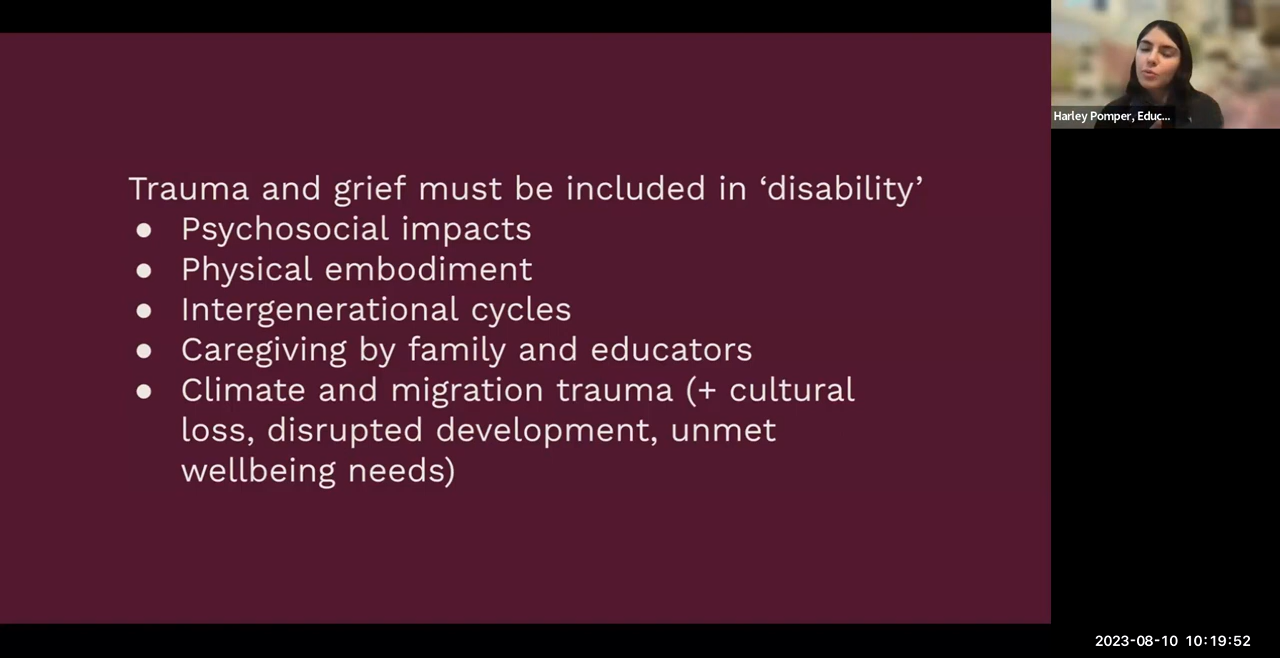 Trauma and grief must be included in ‘disability’
● Psychosocial impacts
● Physical embodiment
● Intergenerational cycles
● Caregiving by family and educators
● Climate and migration trauma (+ cultural
loss, disrupted development, unmet
wellbeing needs)
Harley Pomper, Educ...
2023-08-10 10:19:52